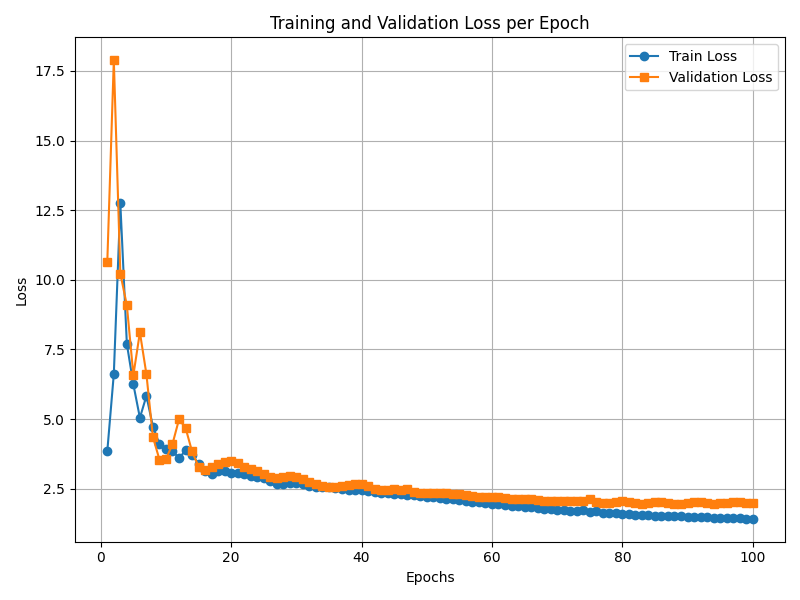 Training and Validation Loss per Epoch
Train Loss
Validation Loss
17.5
15.0
12.5
10.0
7.5
5.0
2.5
Loss
0 20 40 60 80 100
Epochs